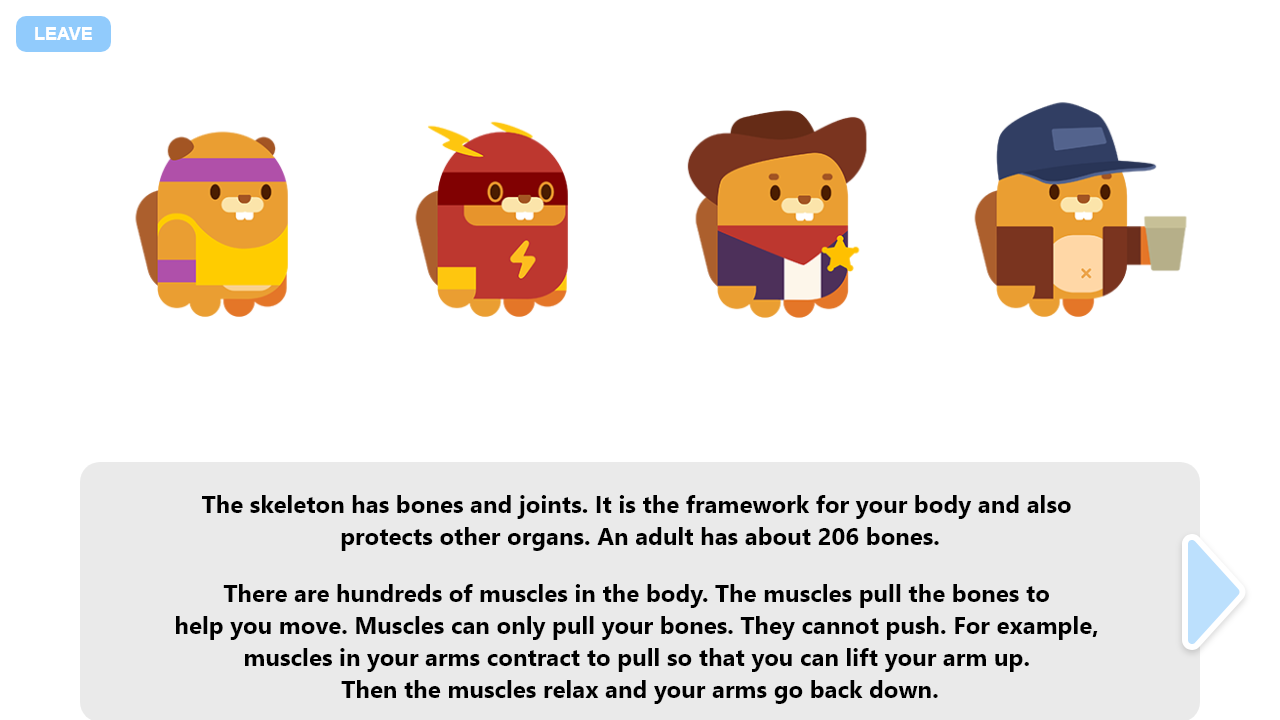 LEAVE
The skeleton has bones and joints. It is the framework for your body and also
protects other organs. An adult has about 206 bones.
There are hundreds of muscles in the body. The muscles pull the bones to
help you move. Muscles can only pull your bones. They cannot push. For example,
muscles in your arms contract to pull so that you can lift your arm up.
Then the muscles relax and your arms go back down.